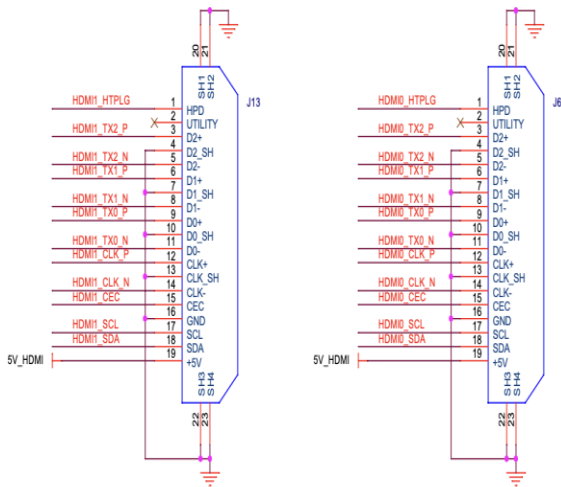 20
21
SH1
SH2
J13
HDMI1_HTPLG 1 HPD
2 UTILITY
HDMI1_TX2_P 3 D2+
4 D2_SH
HDMI1_TX2_N 5 D2-
HDMI1_TX1_P 6 D1+
7 D1_SH
HDMI1_TX1_N 8 D1-
HDMI1_TX0_P 9 D0+
10 D0_SH
HDMI1_TX0_N 11 D0-
HDMI1_CLK_P 12 CLK+
13 CLK_SH
HDMI1_CLK_N 14 CLK-
HDMI1_CEC 15 CEC
16 GND
HDMI1_SCL 17 SCL
HDMI1_SDA 18 SDA
5V_HDMI 19 +5V
SH3
SH4
22
23
20
21
SH1
SH2
J6
HDMI0_HTPLG 1 HPD
2 UTILITY
HDMI0_TX2_P 3 D2+
4 D2_SH
HDMI0_TX2_N 5 D2-
HDMI0_TX1_P 6 D1+
7 D1_SH
HDMI0_TX1_N 8 D1-
HDMI0_TX0_P 9 D0+
10 D0_SH
HDMI0_TX0_N 11 D0-
HDMI0_CLK_P 12 CLK+
13 CLK_SH
HDMI0_CLK_N 14 CLK-
HDMI0_CEC 15 CEC
16 GND
HDMI0_SCL 17 SCL
HDMI0_SDA 18 SDA
5V_HDMI 19 +5V
SH3
SH4
22
23